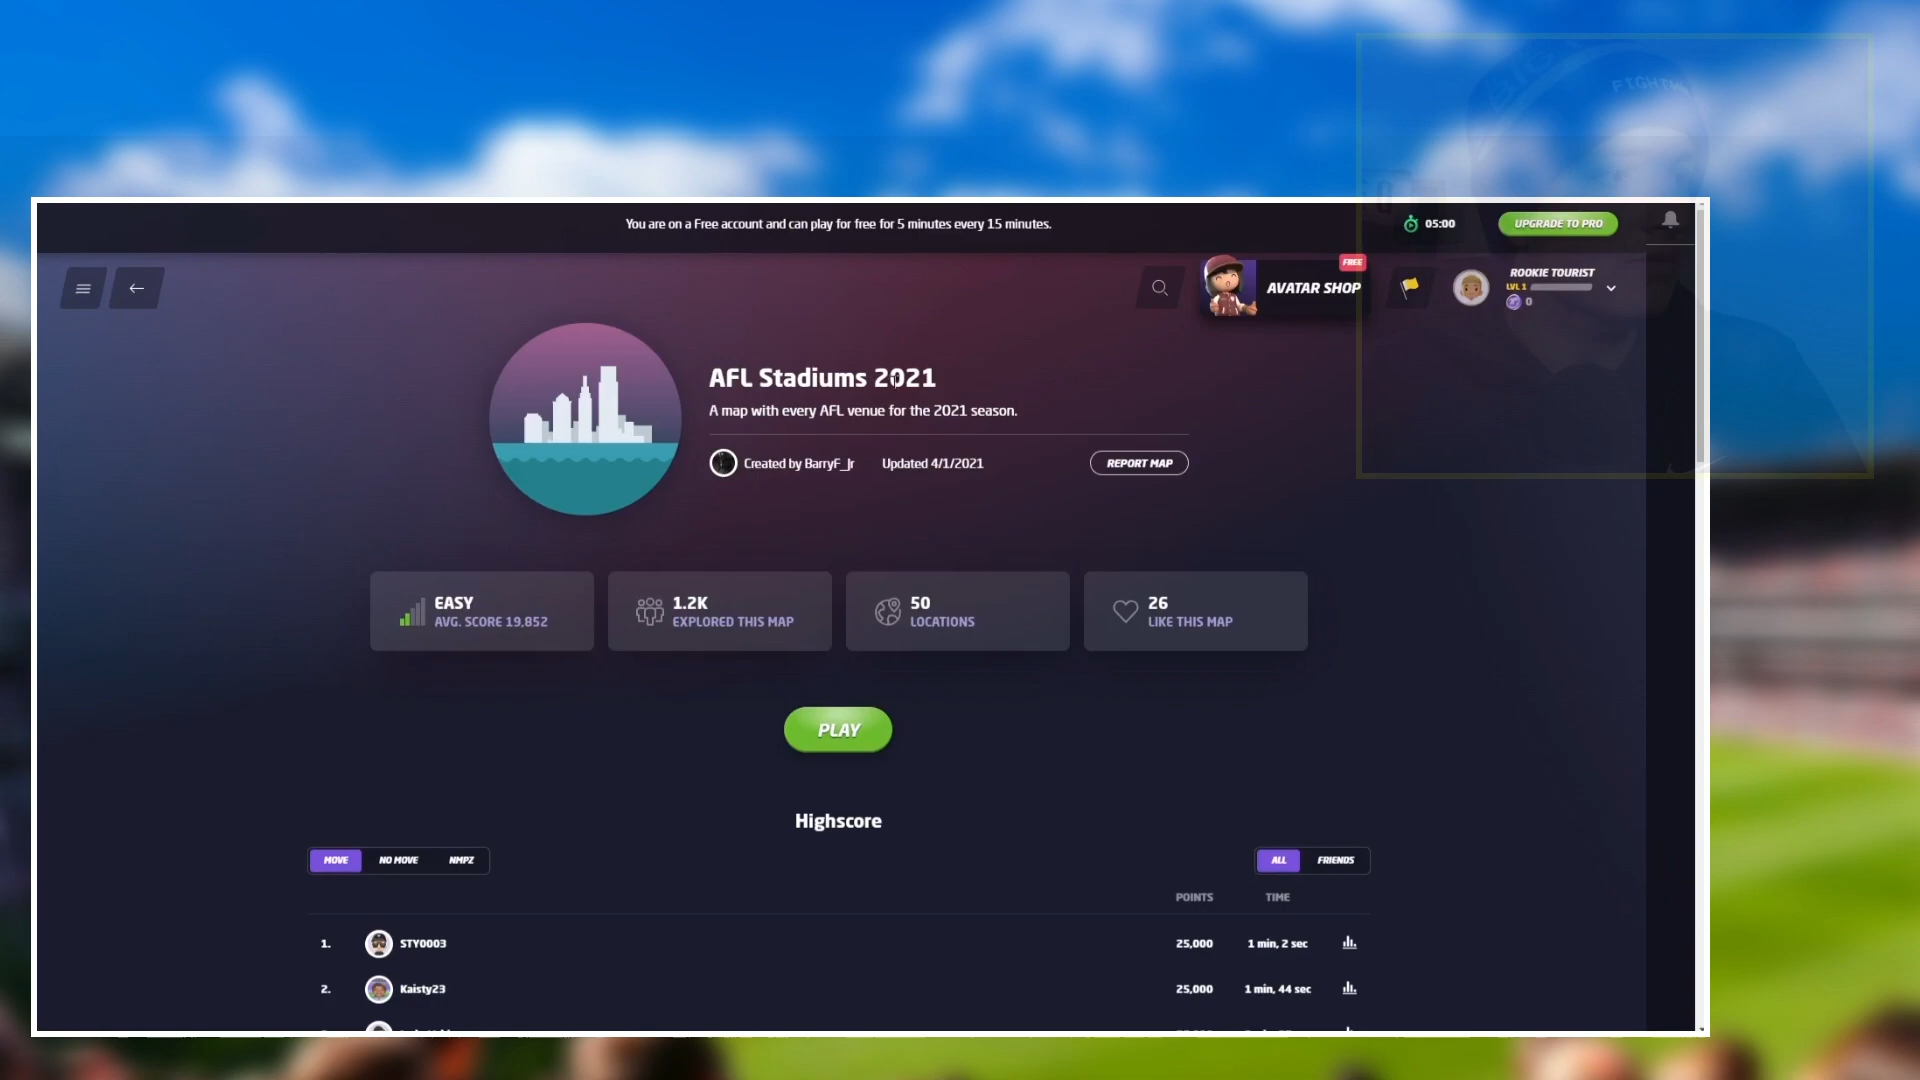 FIGHTI
You are on a Free account and can play for free for 5 minutes every 15 minutes.
05:00
UPGRADE TO PRO
FREE
AVATAR SHOP
ROOKIE TOURIST
LVL 1
0
AFL Stadiums 2021
A map with every AFL venue for the 2021 season.
Created by BarryF_Jr
Updated 4/1/2021
REPORT MAP
EASY
AVG. SCORE 19,852
1.2K
EXPLORED THIS MAP
50
LOCATIONS
26
LIKE THIS MAP
PLAY
Highscore
MOVE
NO MOVE
NMPZ
ALL
FRIENDS
POINTS
TIME
1.
STY0003
25,000
1 min, 2 sec
2.
Kaisty23
25,000
1 min, 44 sec